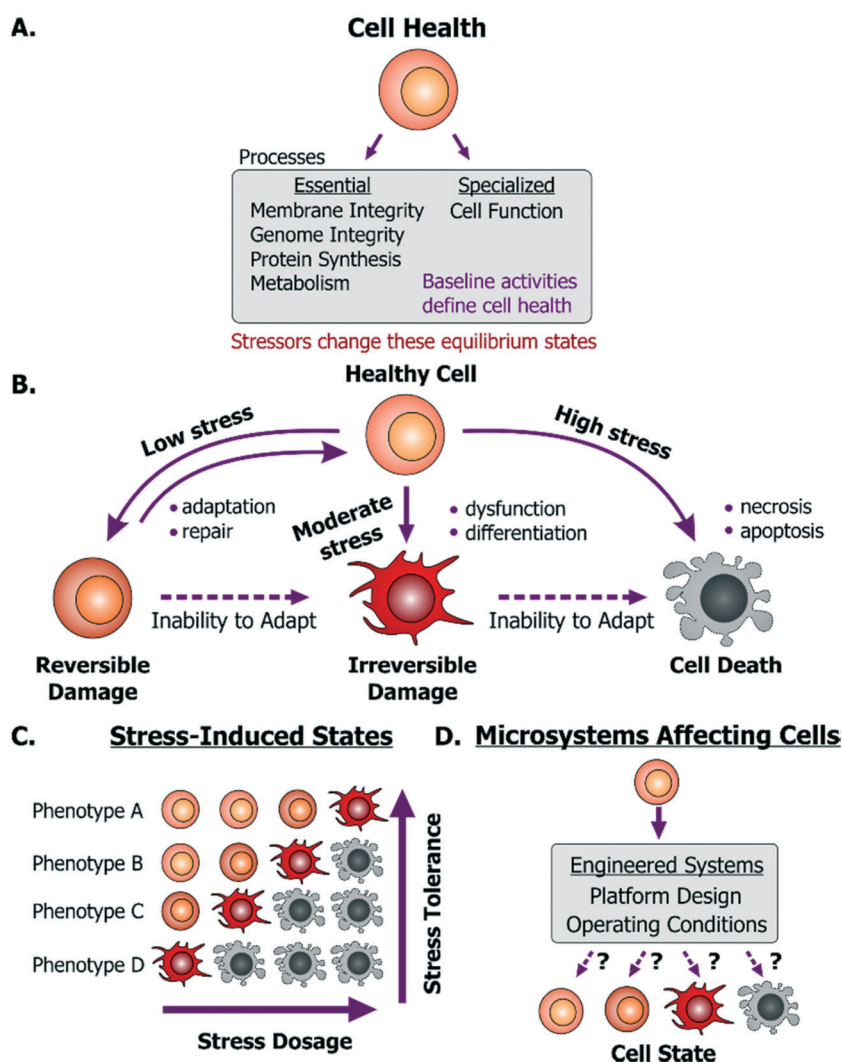 A.
Cell Health
Processes
Essential
Membrane Integrity
Genome Integrity
Protein Synthesis
Metabolism
Specialized
Cell Function
Baseline activities
define cell health
Stressors change these equilibrium states
B.
Healthy Cell
Low stress
High stress
• adaptation
• repair
Moderate
stress
• dysfunction
• differentiation
• necrosis
• apoptosis
Inability to Adapt
Inability to Adapt
Reversible
Damage
Irreversible
Damage
Cell Death
C.
Stress-Induced States
Phenotype A
Phenotype B
Phenotype C
Phenotype D
Stress Tolerance
Stress Dosage
D.
Microsystems Affecting Cells
Engineered Systems
Platform Design
Operating Conditions
? ? ? ?
Cell State